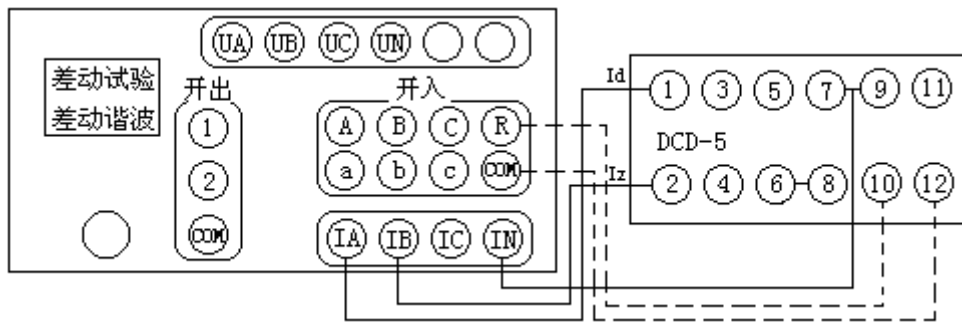 UA UB UC UN
差动试验
差动谐波
开出
1
2
COM
开入
A B C R
a b c COM
IA IB IC IN
Id
1 3 5 7 9 11
DCD-5
Iz
2 4 6 8 10 12